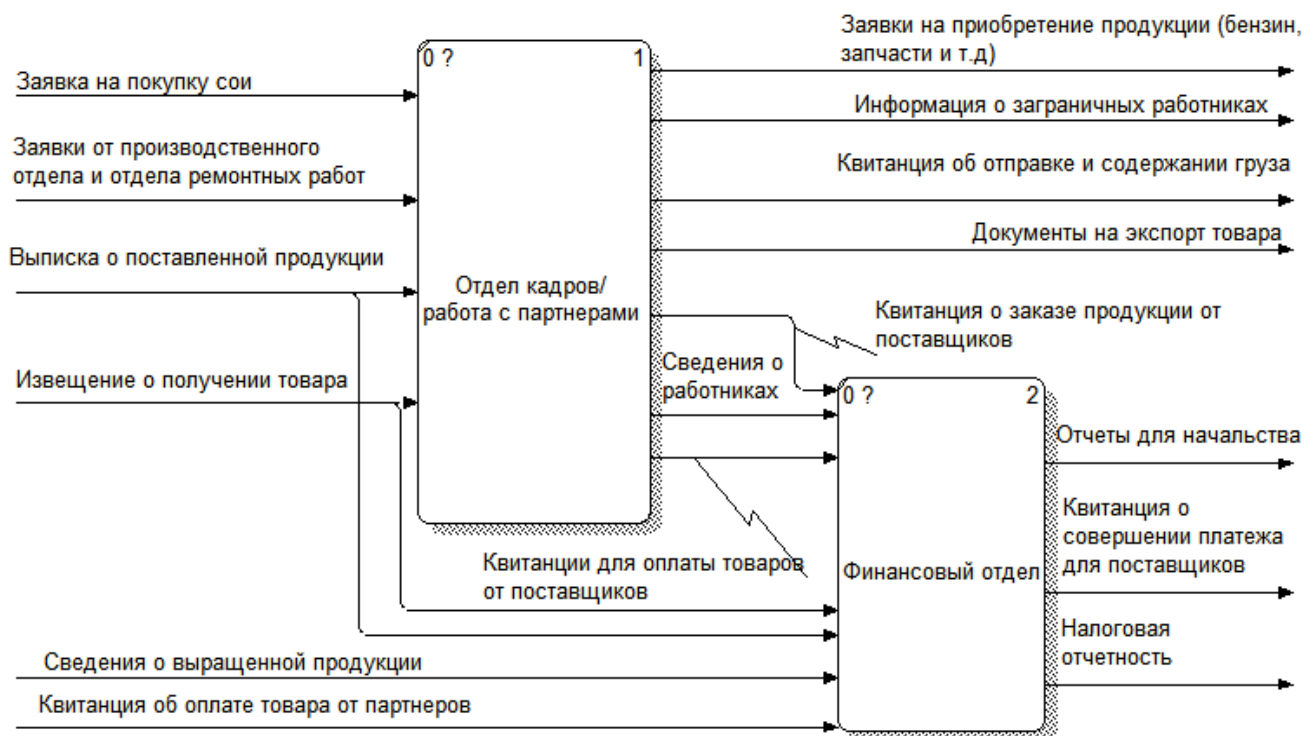 Заявки на приобретение продукции (бензин,
запчасти и т.д)
0 ?
1
Заявка на покупку сои
Информация о заграничных работниках
Заявки от производственного
отдела и отдела ремонтных работ
Квитанция об отправке и содержании груза
Документы на экспорт товара
Выписка о поставленной продукции
Отдел кадров/
работа с партнерами
Квитанция о заказе продукции от
поставщиков
Извещение о получении товара
Сведения о
работниках
0 ?
2
Отчеты для начальства
Квитанция о
совершении платежа
для поставщиков
Квитанции для оплаты товаров
от поставщиков
Финансовый отдел
Налоговая
отчетность
Сведения о выращенной продукции
Квитанция об оплате товара от партнеров